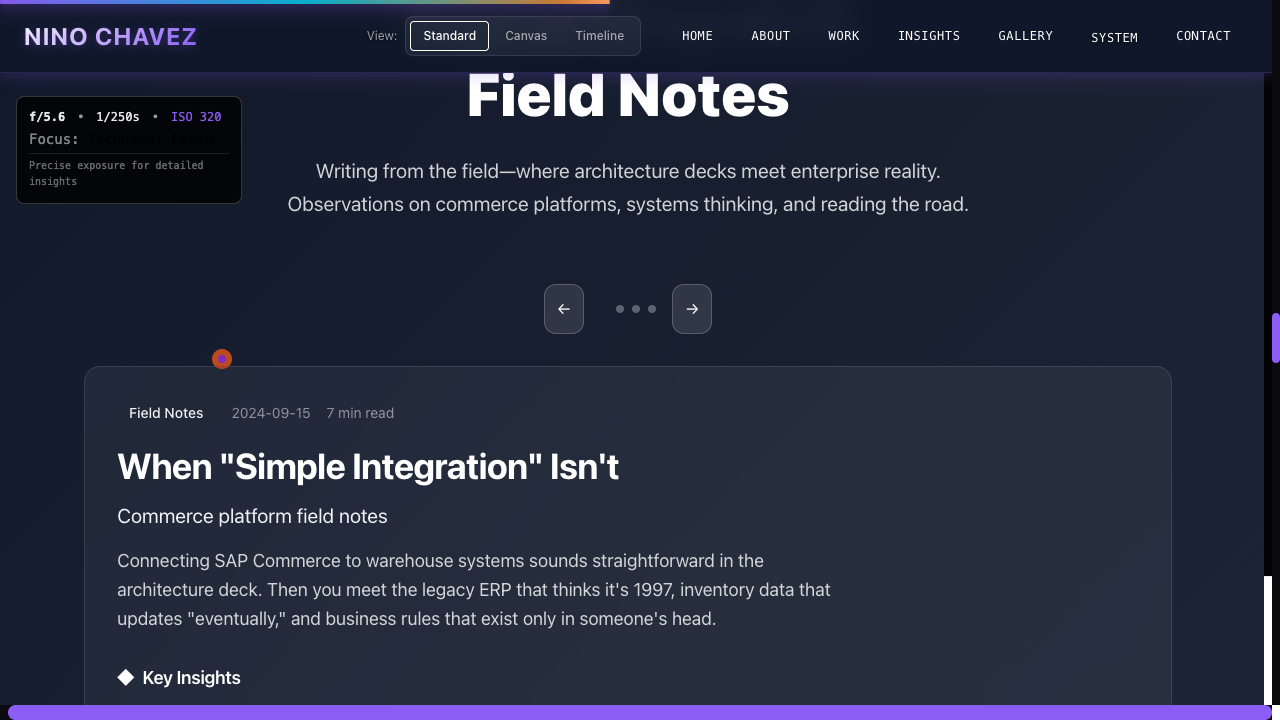 NINO CHAVEZ
View:
Standard
Canvas
Timeline
HOME
ABOUT
WORK
INSIGHTS
GALLERY
SYSTEM
CONTACT
Field Notes
f/5.6 • 1/250s • ISO 320
Focus: Technical Depth
Precise exposure for detailed
insights
Writing from the field—where architecture decks meet enterprise reality.
Observations on commerce platforms, systems thinking, and reading the road.
←
→
Field Notes
2024-09-15
7 min read
When "Simple Integration" Isn't
Commerce platform field notes
Connecting SAP Commerce to warehouse systems sounds straightforward in the
architecture deck. Then you meet the legacy ERP that thinks it's 1997, inventory data that
updates "eventually," and business rules that exist only in someone's head.
◆ Key Insights